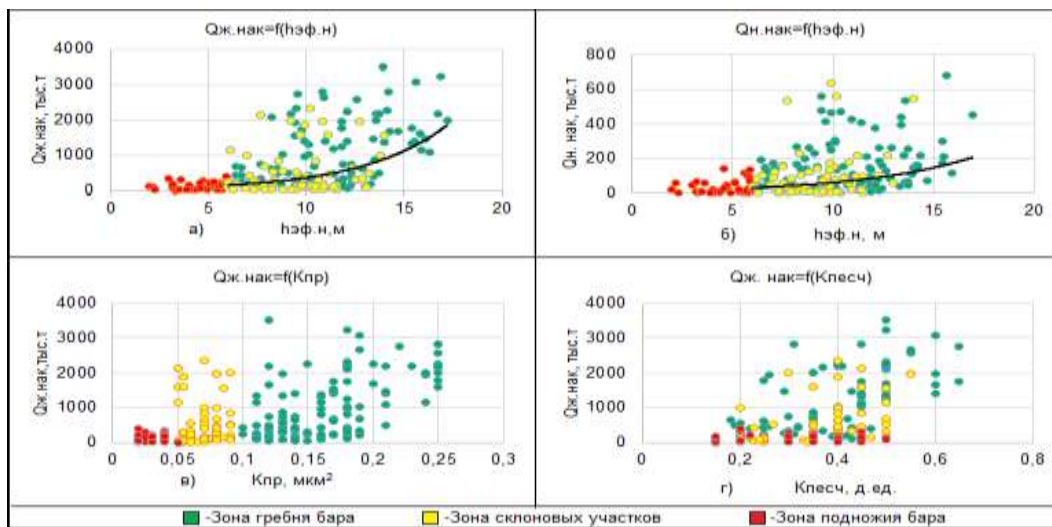 Qж.нак=f(hэф.н)
Qж.нак,тыс.т
4000
3000
2000
1000
0
0 5 10 15 20
а) hэф.н,м
Qн.нак=f(hэф.н)
Qн. нак, тыс.т
800
600
400
200
0
0 5 10 15 20
б) hэф.н, м
Qж.нак=f(Кпр)
Qж.нак,тыс.т
4000
3000
2000
1000
0
0 0,05 0,1 0,15 0,2 0,25 0,3
в) Кпр, мкм²
Qж. нак=f(Кпесч)
Qж.нак,тыс.т
4000
3000
2000
1000
0
0 0,2 0,4 0,6 0,8
г) Кпесч, д.ед.
-Зона гребня бара -Зона склоновых участков -Зона подножия бара